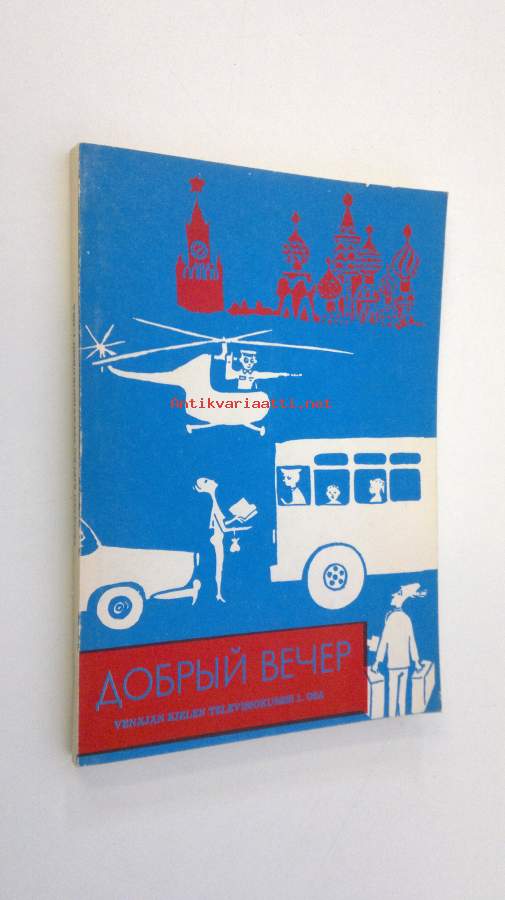 Antikvariaatti.net
ДОБРЫЙ ВЕЧЕР
VENÄJÄN KIELEN TELEVISIOKURSSI 1. OSA